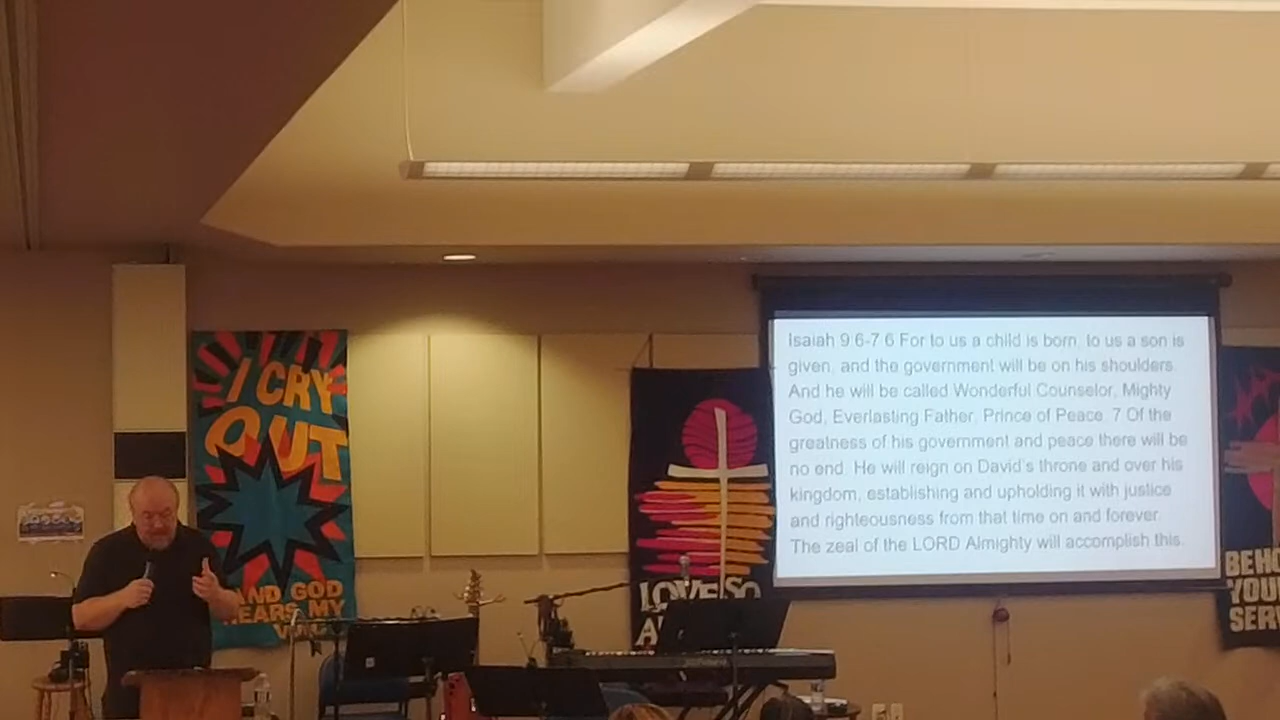 I CRY
OUT
AND GOD
HEARS MY
LOVE SO
Isaiah 9:6-7 6 For to us a child is born, to us a son is
given, and the government will be on his shoulders.
And he will be called Wonderful Counselor, Mighty
God, Everlasting Father, Prince of Peace. 7 Of the
greatness of his government and peace there will be
no end. He will reign on David's throne and over his
kingdom, establishing and upholding it with justice
and righteousness from that time on and forever.
The zeal of the LORD Almighty will accomplish this.
BEHO
YOUR
SERV